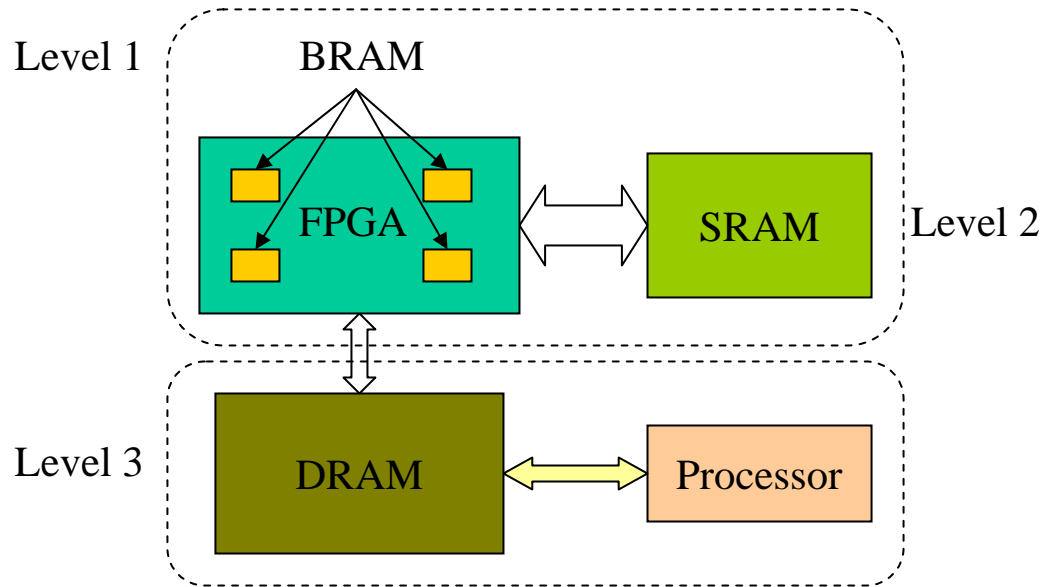 Level 1
BRAM
FPGA
SRAM
Level 2
Level 3
DRAM
Processor